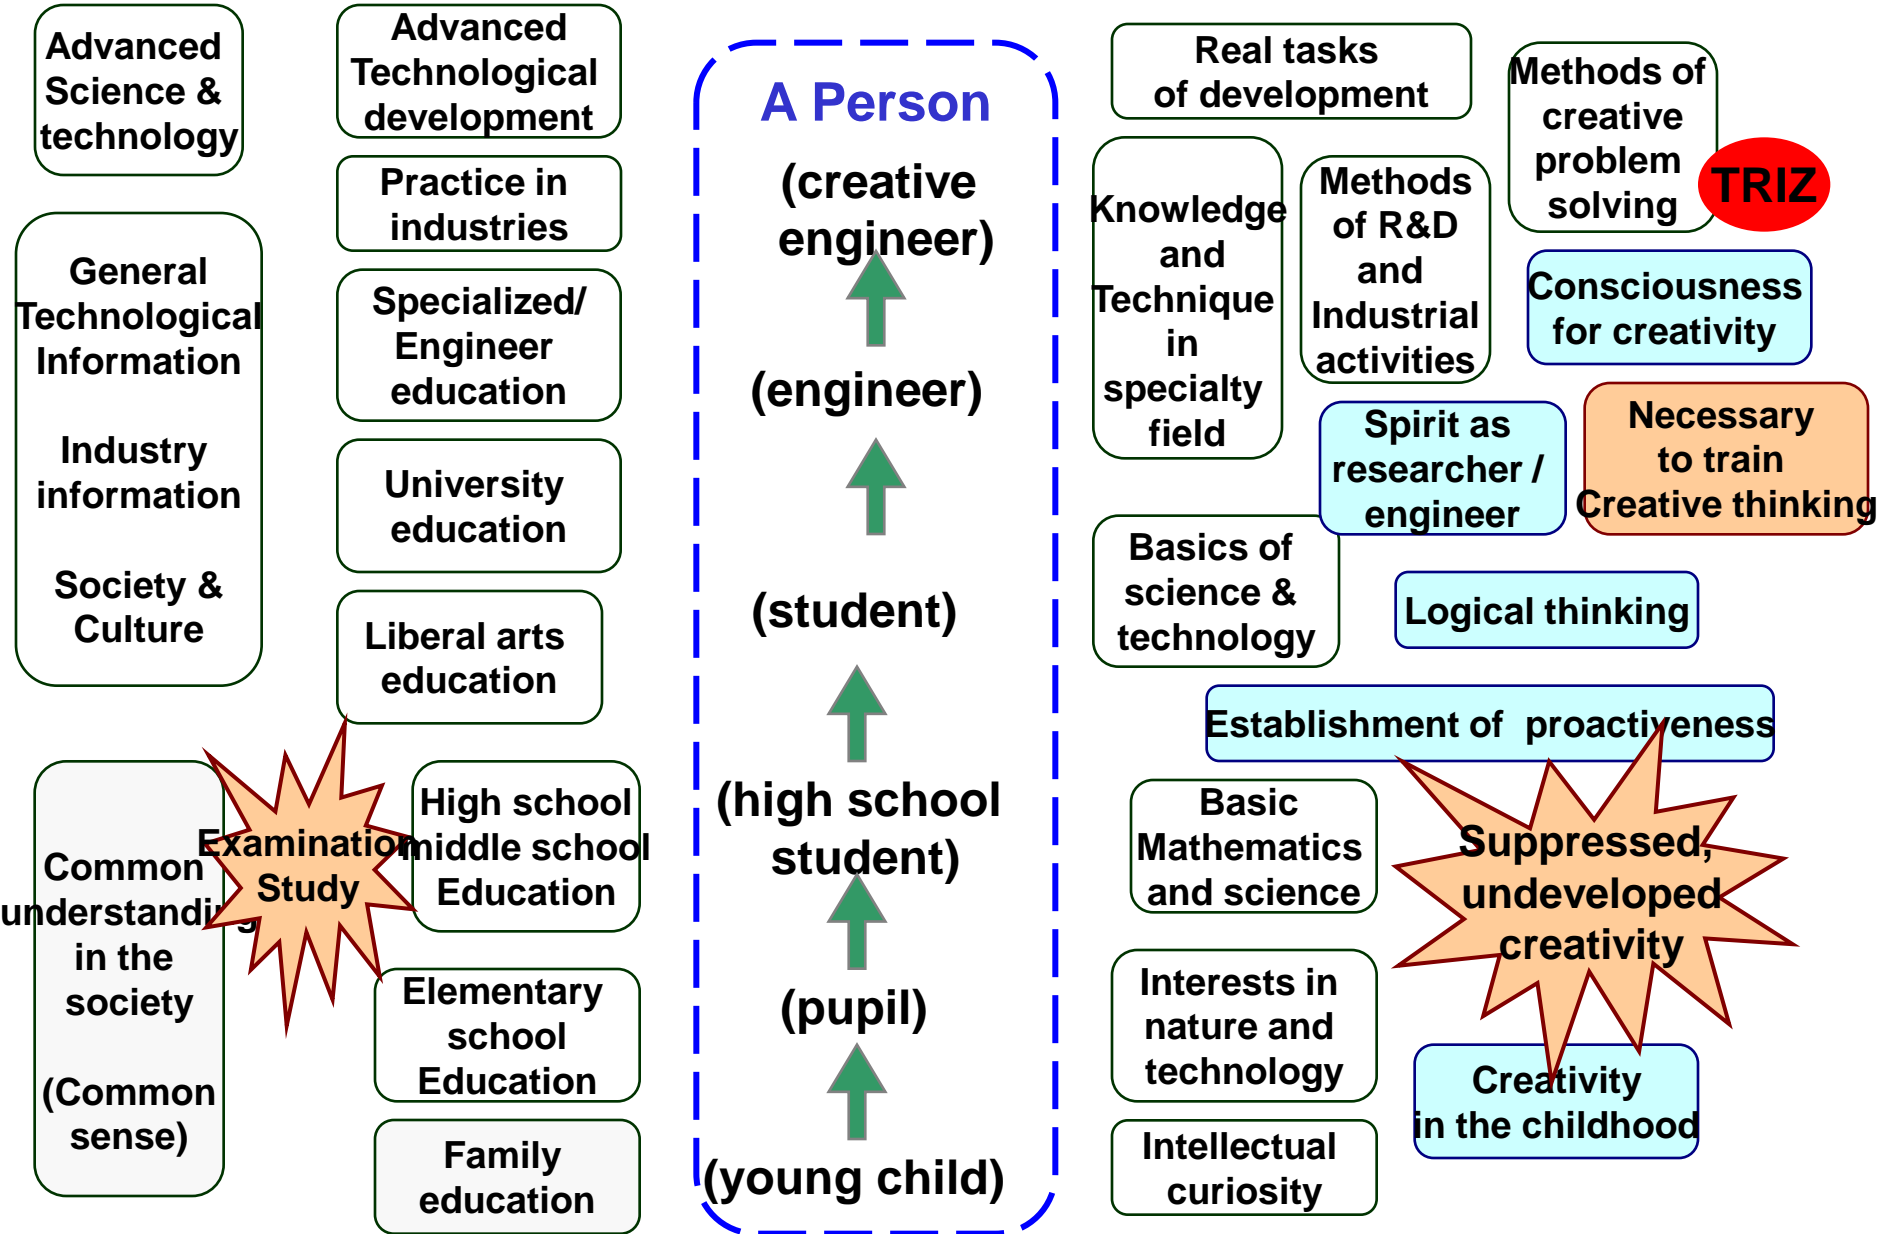 Advanced
Science &
technology
General
Technological
Information
Industry
information
Society &
Culture
Common
understanding
in the
society
(Common
sense)
Examination
Study
Advanced
Technological
development
Practice in
industries
Specialized/
Engineer
education
University
education
Liberal arts
education
High school
middle school
Education
Elementary
school
Education
Family
education
A Person
(creative
engineer)
(engineer)
(student)
(high school
student)
(pupil)
(young child)
Real tasks
of development
Knowledge
and
Technique
in
specialty
field
Methods
of R&D
and
Industrial
activities
Methods of
creative
problem
solving
TRIZ
Consciousness
for creativity
Spirit as
researcher /
engineer
Necessary
to train
Creative thinking
Basics of
science &
technology
Logical thinking
Establishment of proactiveness
Basic
Mathematics
and science
Suppressed,
undeveloped
creativity
Interests in
nature and
technology
Creativity
in the childhood
Intellectual
curiosity